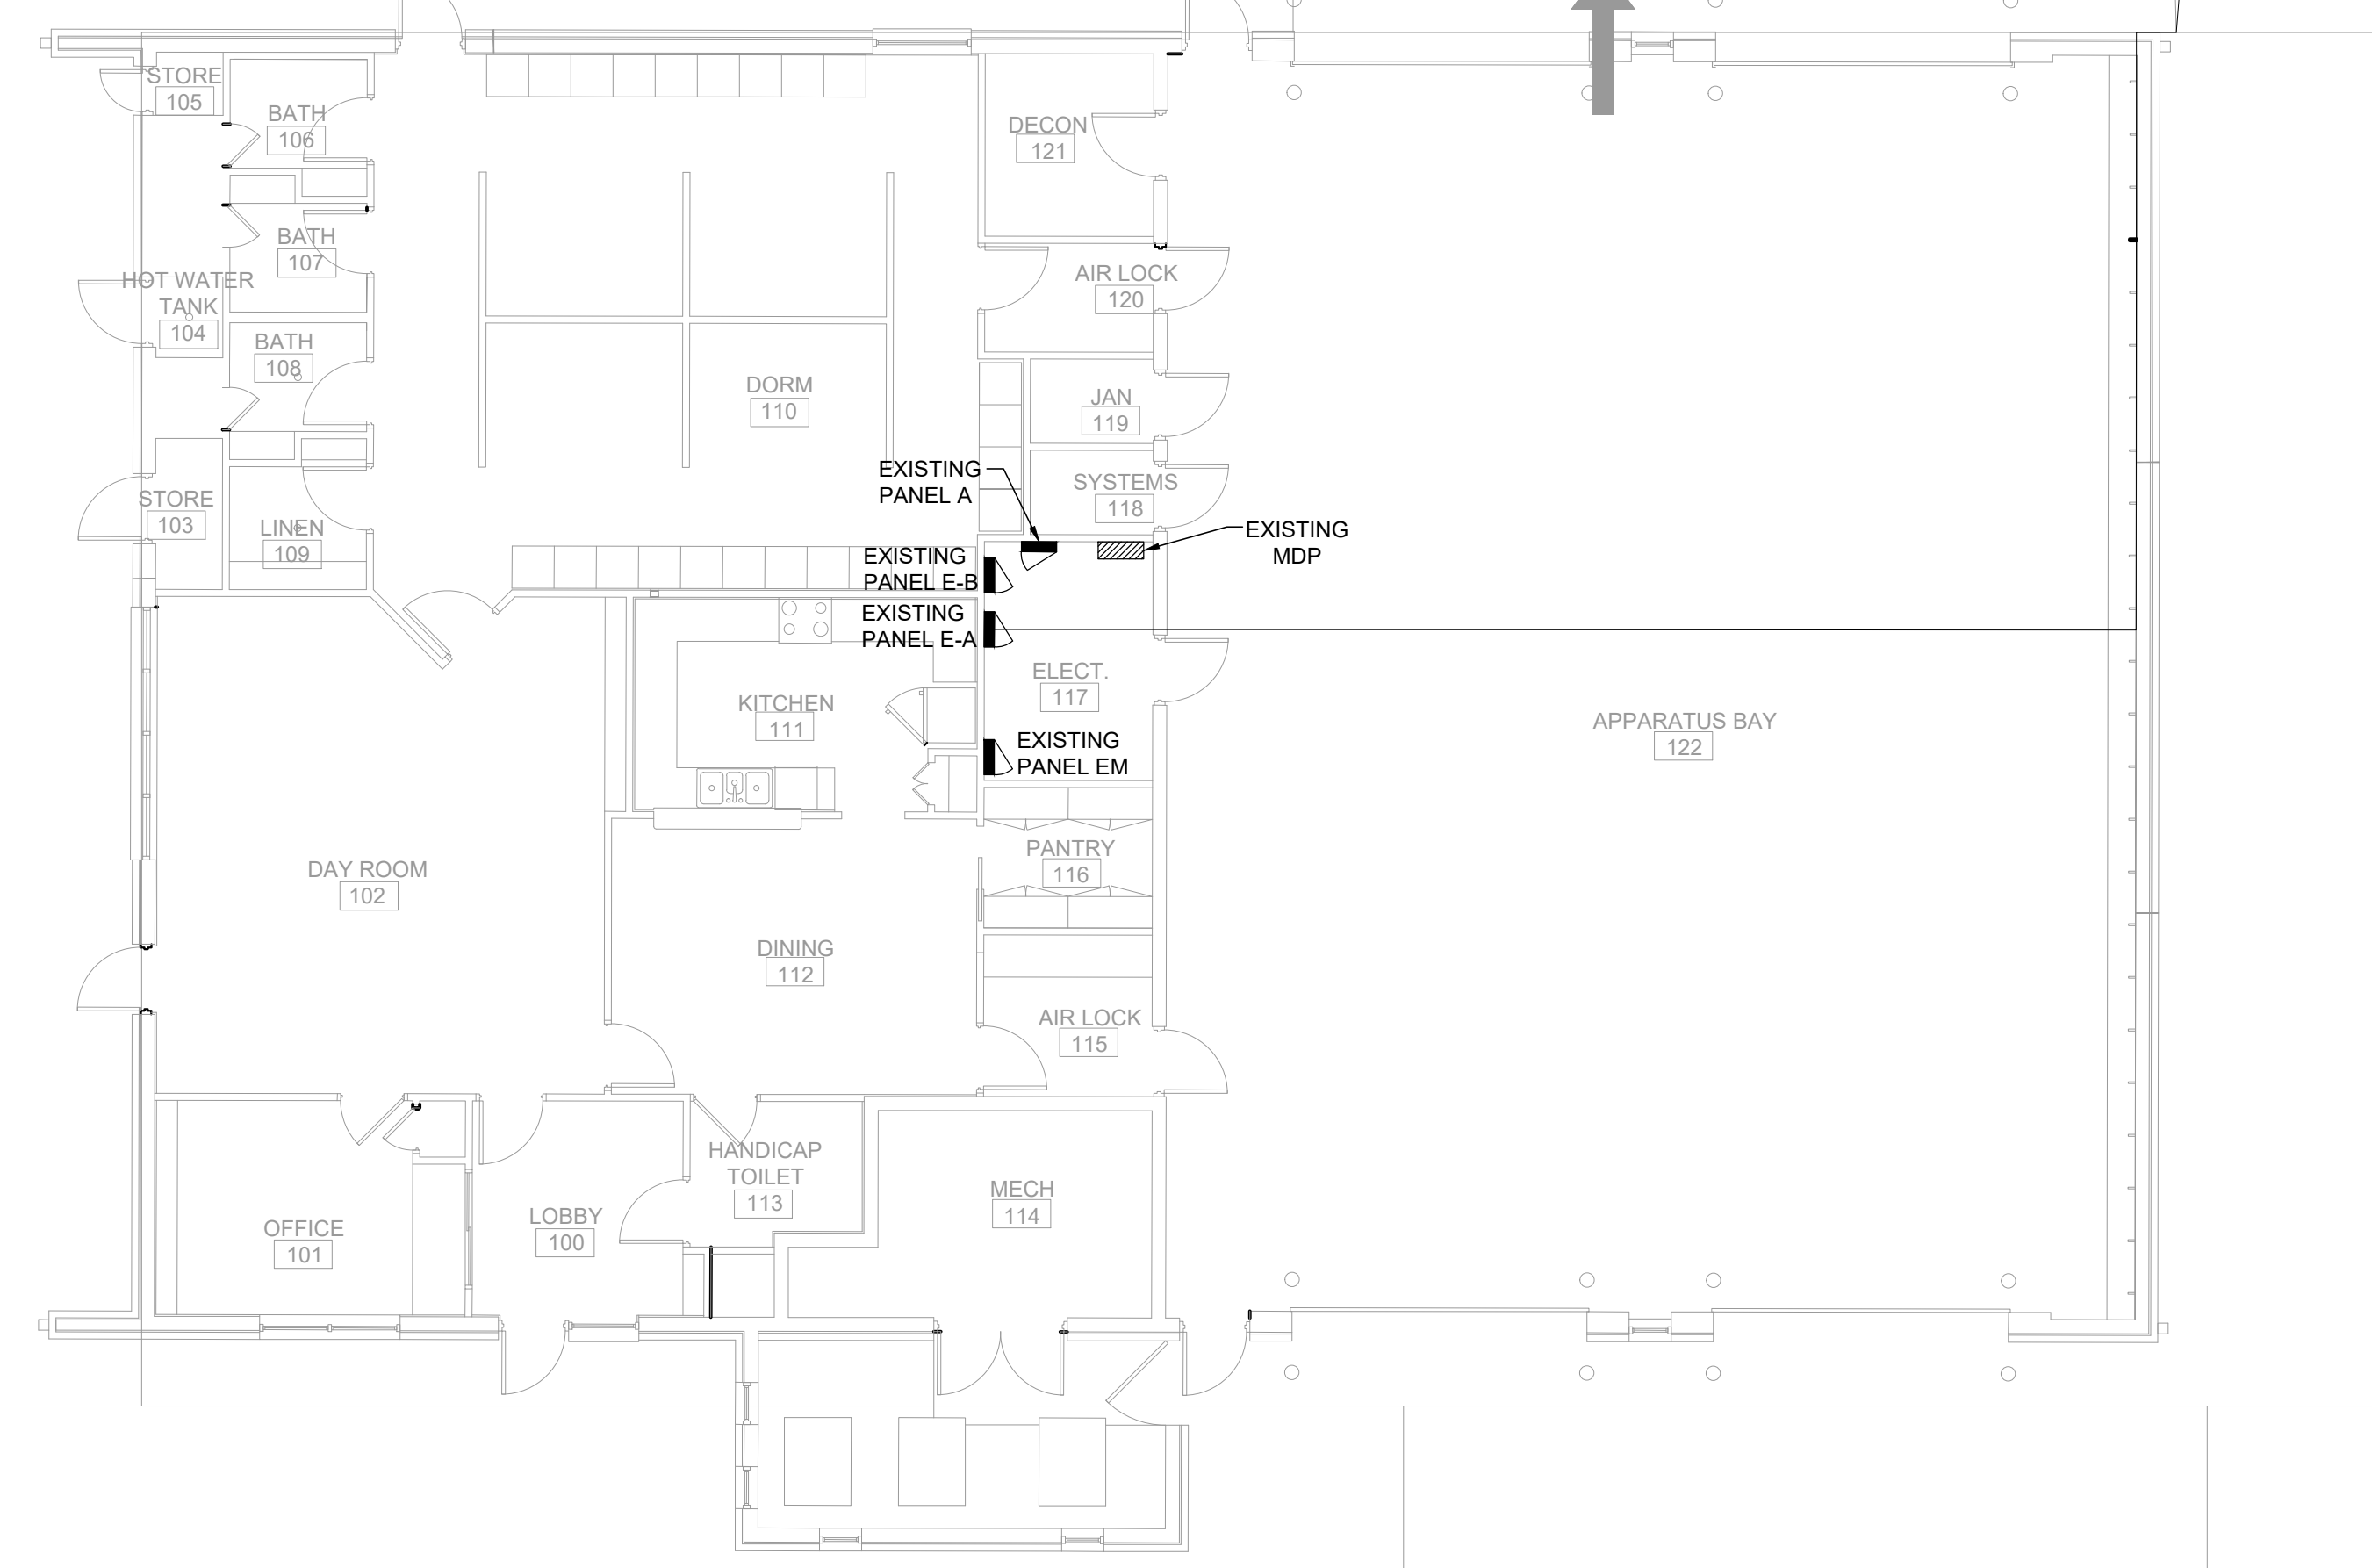 STORE
105
BATH
106
DECON
121
BATH
107
HOT WATER
TANK
104
AIR LOCK
120
BATH
108
DORM
110
JAN
119
EXISTING
PANEL A
SYSTEMS
118
STORE
103
LINEN
109
EXISTING
MDP
EXISTING
PANEL E-B
EXISTING
PANEL E-A
ELECT.
117
KITCHEN
111
APPARATUS BAY
122
EXISTING
PANEL EM
PANTRY
116
DAY ROOM
102
DINING
112
AIR LOCK
115
HANDICAP
TOILET
113
MECH
114
OFFICE
101
LOBBY
100